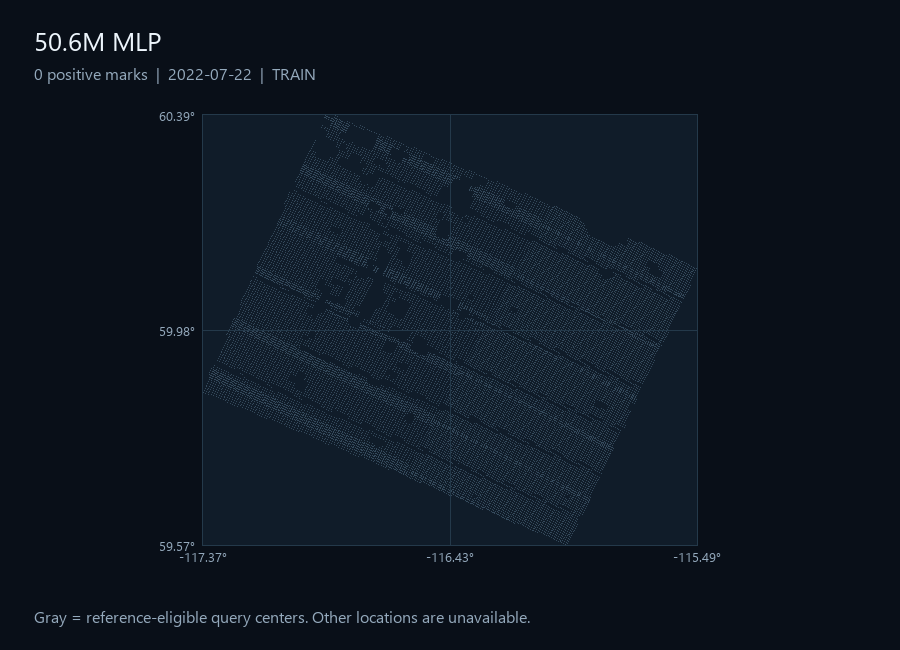 50.6M MLP
0 positive marks | 2022-07-22 | TRAIN
60.39°
59.98°
59.57°
-117.37°
-116.43°
-115.49°
Gray = reference-eligible query centers. Other locations are unavailable.